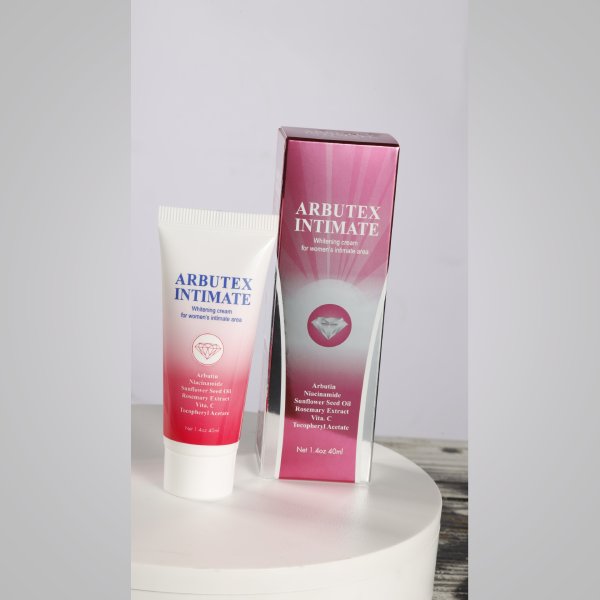 ARBUTEX
INTIMATE
Whitening cream
for women's intimate area
Arbutin
Niacinamide
Sunflower Seed Oil
Rosemary Extract
Vita. C
Tocopheryl Acetate
Net 1.4oz 40ml
ARBUTEX
INTIMATE
Whitening cream
for women's intimate area
Arbutin
Niacinamide
Sunflower Seed Oil
Rosemary Extract
Vita. C
Tocopheryl Acetate
Net 1.4oz 40ml